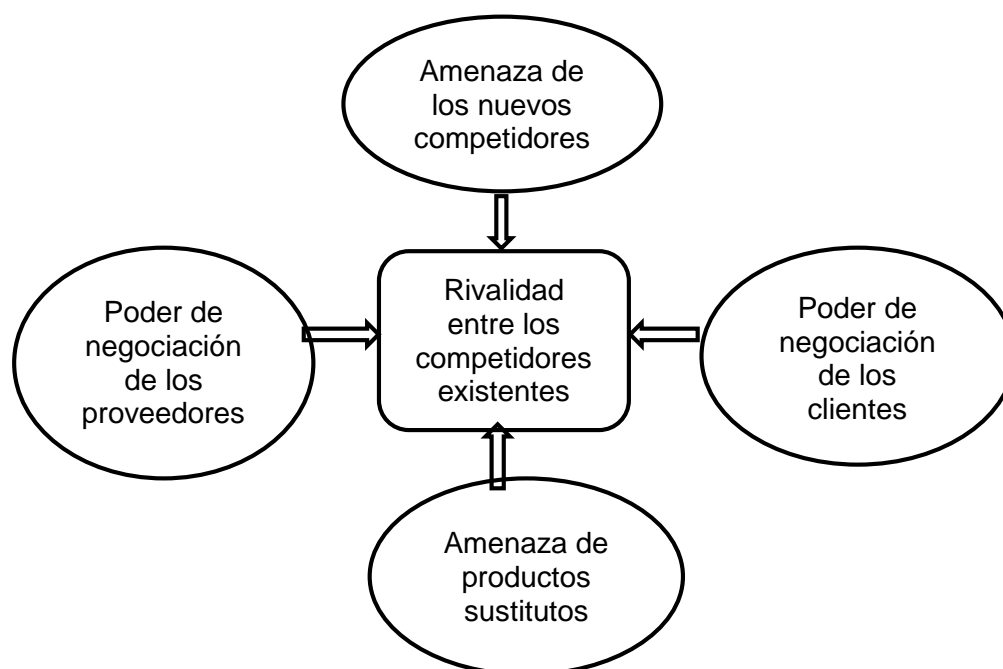 Amenaza de
los nuevos
competidores
Poder de
negociación
de los
proveedores
Rivalidad
entre los
competidores
existentes
Poder de
negociación
de los
clientes
Amenaza de
productos
sustitutos